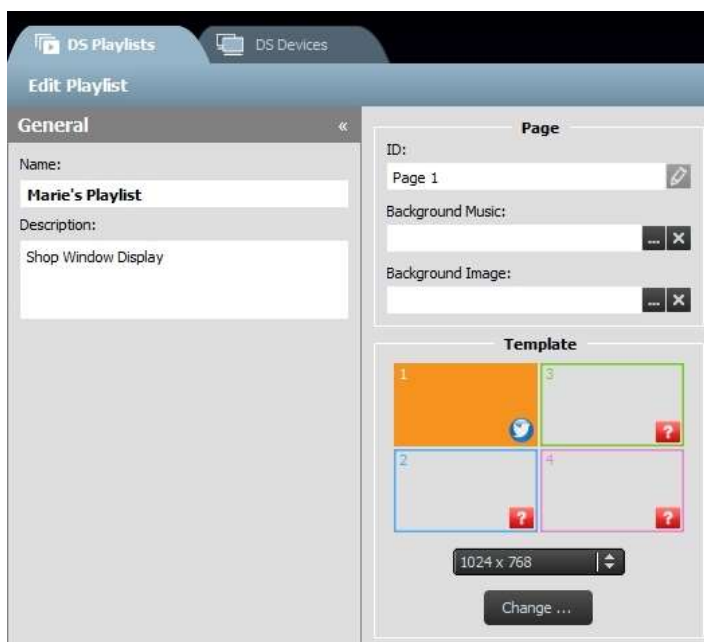 DS Playlists
DS Devices
Edit Playlist
General «
Name:
Marie's Playlist
Description:
Shop Window Display
Page
ID:
Page 1
Background Music:
...
Background Image:
...
Template
1
3
?
2
?
4
?
1024 x 768
Change ...